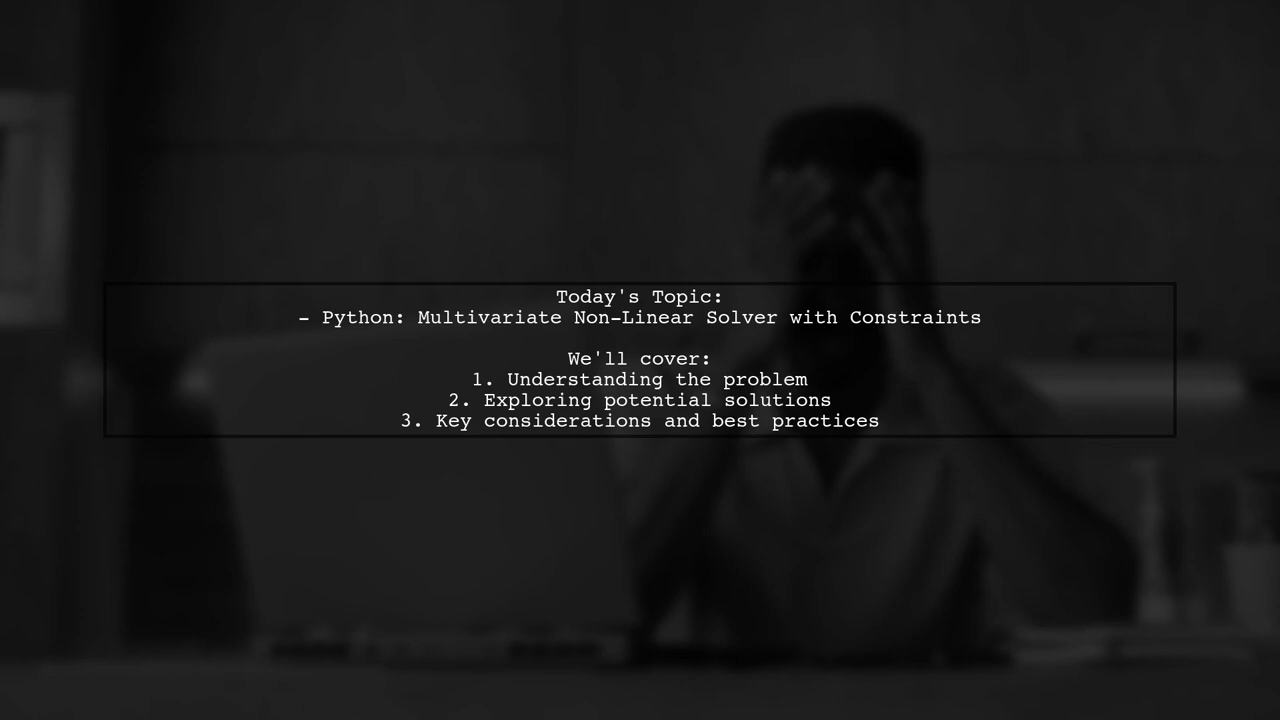 Today's Topic:
- Python: Multivariate Non-Linear Solver with Constraints
We'll cover:
1. Understanding the problem
2. Exploring potential solutions
3. Key considerations and best practices